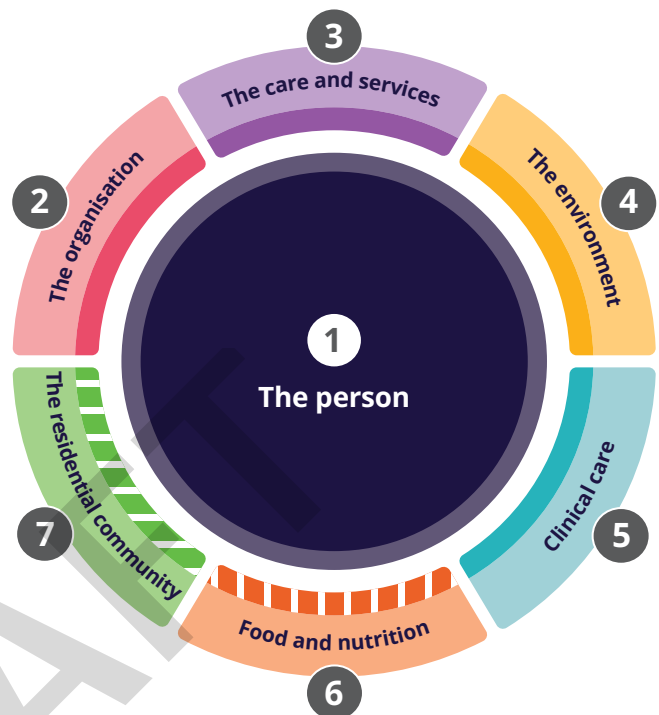 1
The person
2
The organisation
3
The care and services
4
The environment
5
Clinical care
6
Food and nutrition
7
The residential community